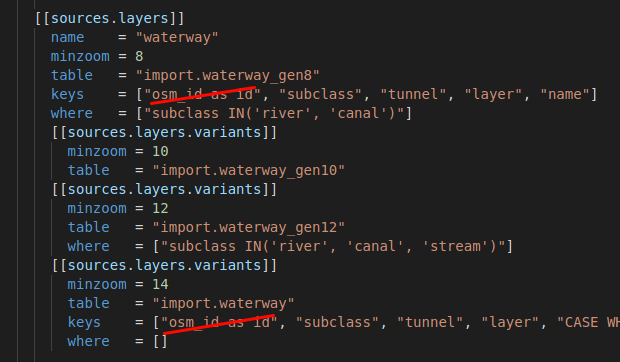 [[sources.layers]]
name = "waterway"
minzoom = 8
table = "import.waterway_gen8"
keys = ["osm_id as id", "subclass", "tunnel", "layer", "name"]
where = ["subclass IN('river', 'canal')"]
[[sources.layers.variants]]
minzoom = 10
table = "import.waterway_gen10"
[[sources.layers.variants]]
minzoom = 12
table = "import.waterway_gen12"
where = ["subclass IN('river', 'canal', 'stream')"]
[[sources.layers.variants]]
minzoom = 14
table = "import.waterway"
keys = ["osm_id as id", "subclass", "tunnel", "layer", "CASE WH
where = []